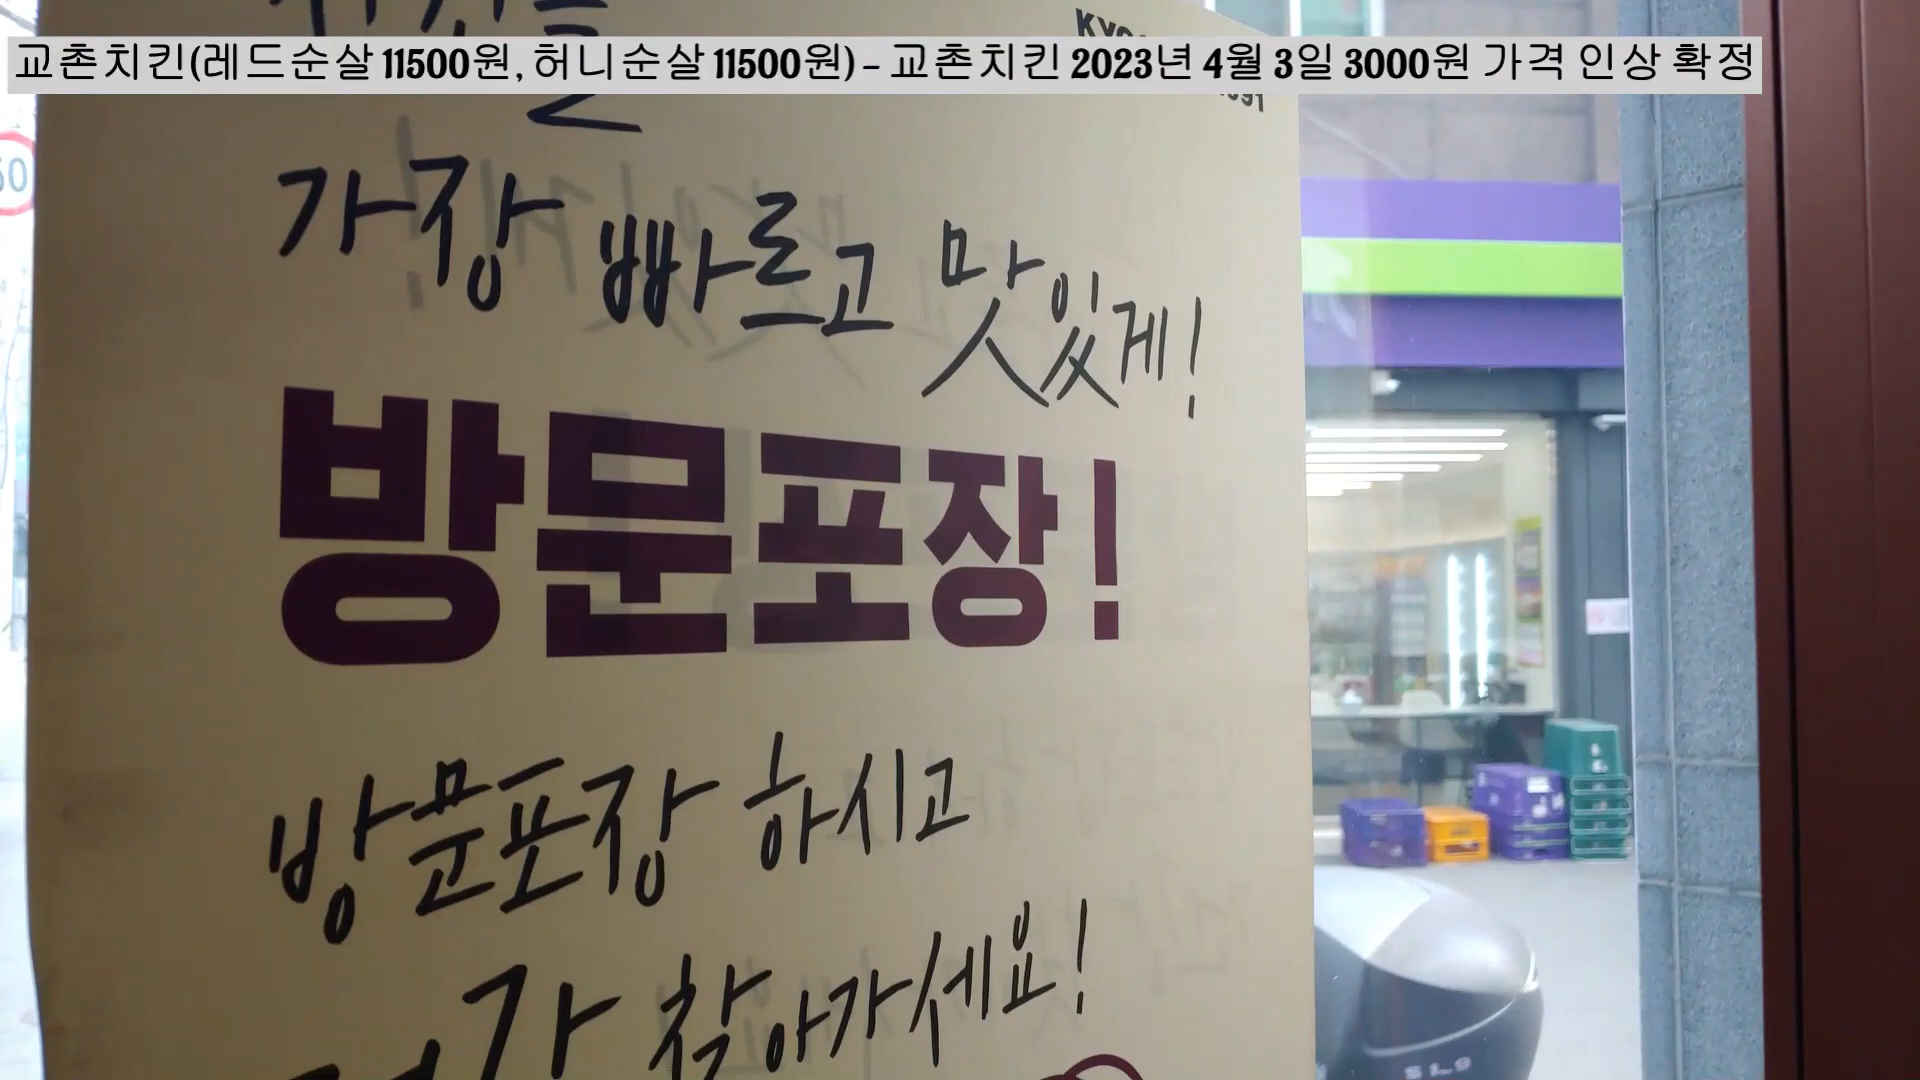 교촌치킨(레드순살 11500원, 허니순살 11500원) - 교촌치킨 2023년 4월 3일 3000원 가격 인상 확정
가장 빠르고 맛있게!
방문포장!
방문포장 하시고
찾아가세요!
SL9